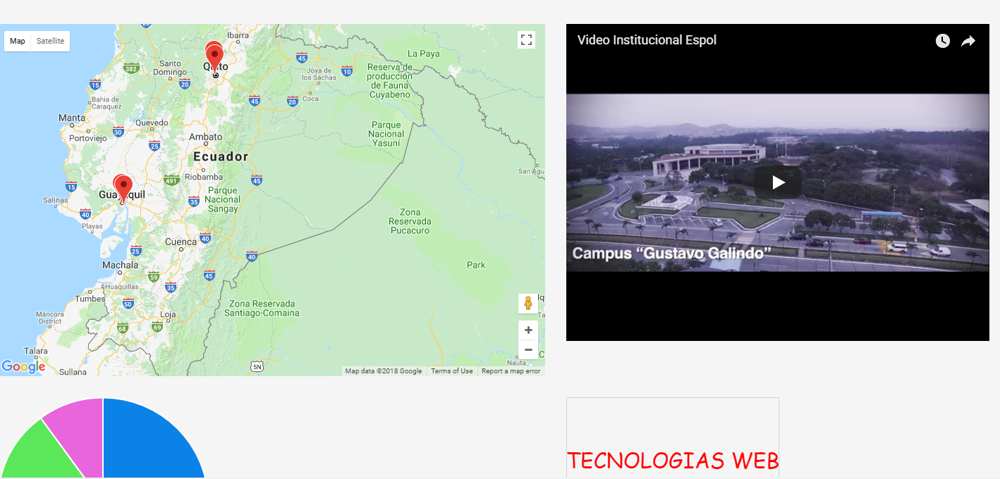 Map
Satellite
Ibarra
La Paya
45
382
Santo
Domingo
Quito
Joya de
los Sachas
10
Reserva de
producción
de Fauna
Cuyabeno
15
20
20
45
20
Coca
Bahia de
Caraquez
Manta
30
Quevedo
Portoviejo
25
Ambato
Parque
Nacional
Yasuní
Ecuador
San Agu
15
491
Riobamba
45
Guayaquil
Salinas
40
35
Parque
Nacional
Sangay
Zona
Reservada
Pucacuro
Playas
Cuenca
40
25
40
Machala
Park
59
45
35
Huaquillas
Tumbes
50
Zona Reservada
Santiago-Comaina
Máncora
District
Loja
68
69
Talara
Google
Sullana
5N
Nauta
Map data ©2018 Google
Terms of Use
Report a map error
Video Institucional Espol
Campus “Gustavo Galindo”
TECNOLOGIAS WEB